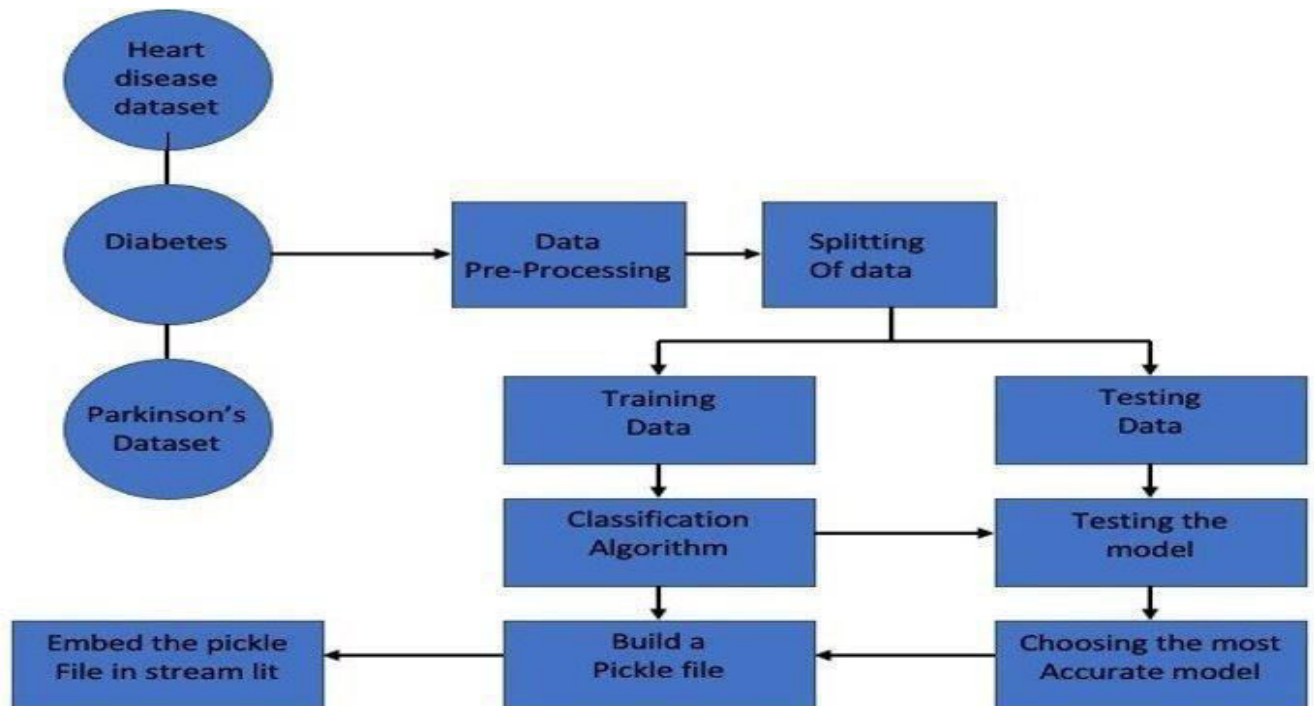 Heart
disease
dataset
Diabetes
Data
Pre-Processing
Splitting
Of data
Parkinson's
Dataset
Training
Data
Testing
Data
Classification
Algorithm
Testing the
model
Embed the pickle
File in stream lit
Build a
Pickle file
Choosing the most
Accurate model